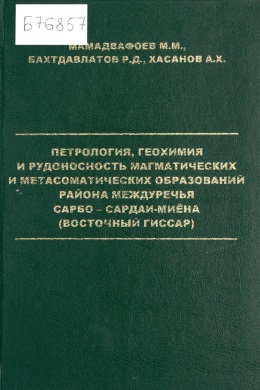 Б76857
МАМАДВАФОЕВ М.М.,
БАХТДАВЛАТОВ Р.Д., ХАСАНОВ А.Х.
ПЕТРОЛОГИЯ, ГЕОХИМИЯ
И РУДОНОСНОСТЬ МАГМАТИЧЕСКИХ
И МЕТАСОМАТИЧЕСКИХ ОБРАЗОВАНИЙ
РАЙОНА МЕЖДУРЕЧЬЯ
САРБО – САРДАИ-МИЁНА
(ВОСТОЧНЫЙ ГИССАР)